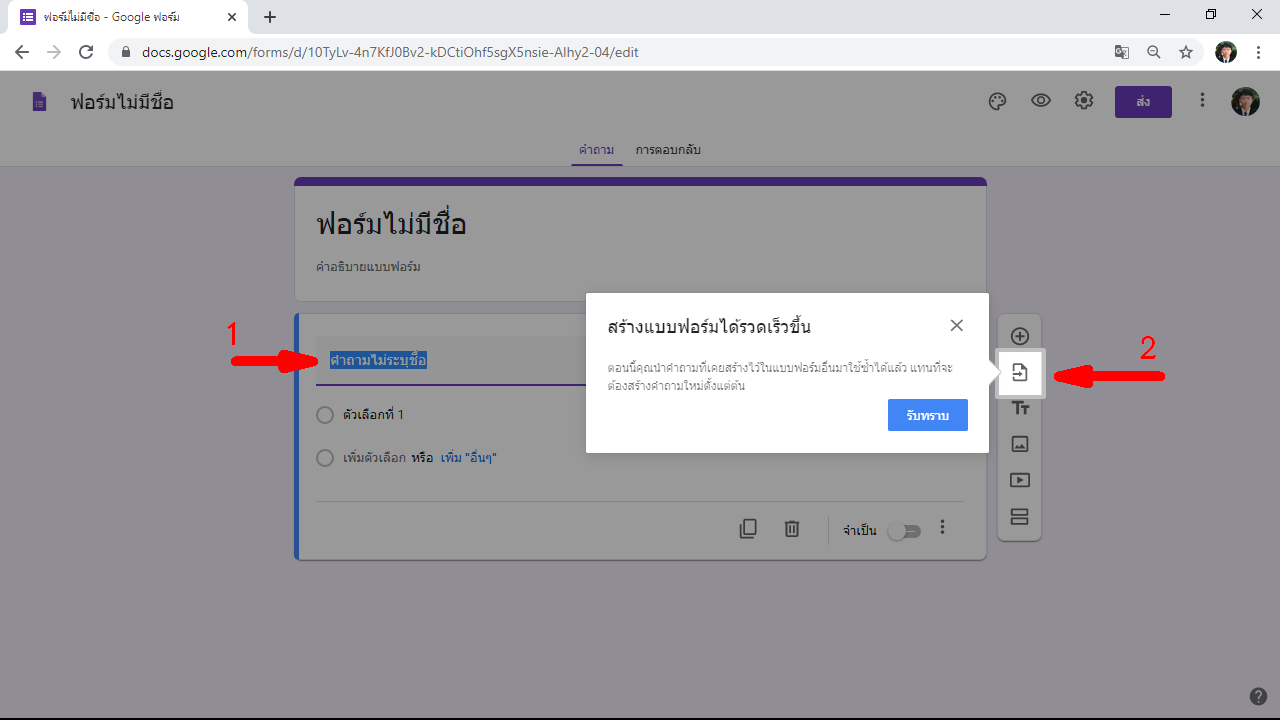 ฟอร์มไม่มีชื่อ - Google ฟอร์ม
docs.google.com/forms/d/10TyLv-4n7KfJ0Bv2-kDCtiOhf5sgX5nsie-Alhy2-04/edit
ฟอร์มไม่มีชื่อ
ส่ง
คำถาม การตอบกลับ
ฟอร์มไม่มีชื่อ
คำอธิบายแบบฟอร์ม
1
คำถามไม่ระบุชื่อ
สร้างแบบฟอร์มได้รวดเร็วขึ้น
ตอนนี้คุณนำคำถามที่เคยสร้างไว้ในแบบฟอร์มอื่นมาใช้ซ้ำได้แล้ว แทนที่จะ
ต้องสร้างคำถามใหม่ตั้งแต่ต้น
รับทราบ
2
Tт
ตัวเลือกที่ 1
เพิ่มตัวเลือก หรือ เพิ่ม "อื่นๆ"
จำเป็น